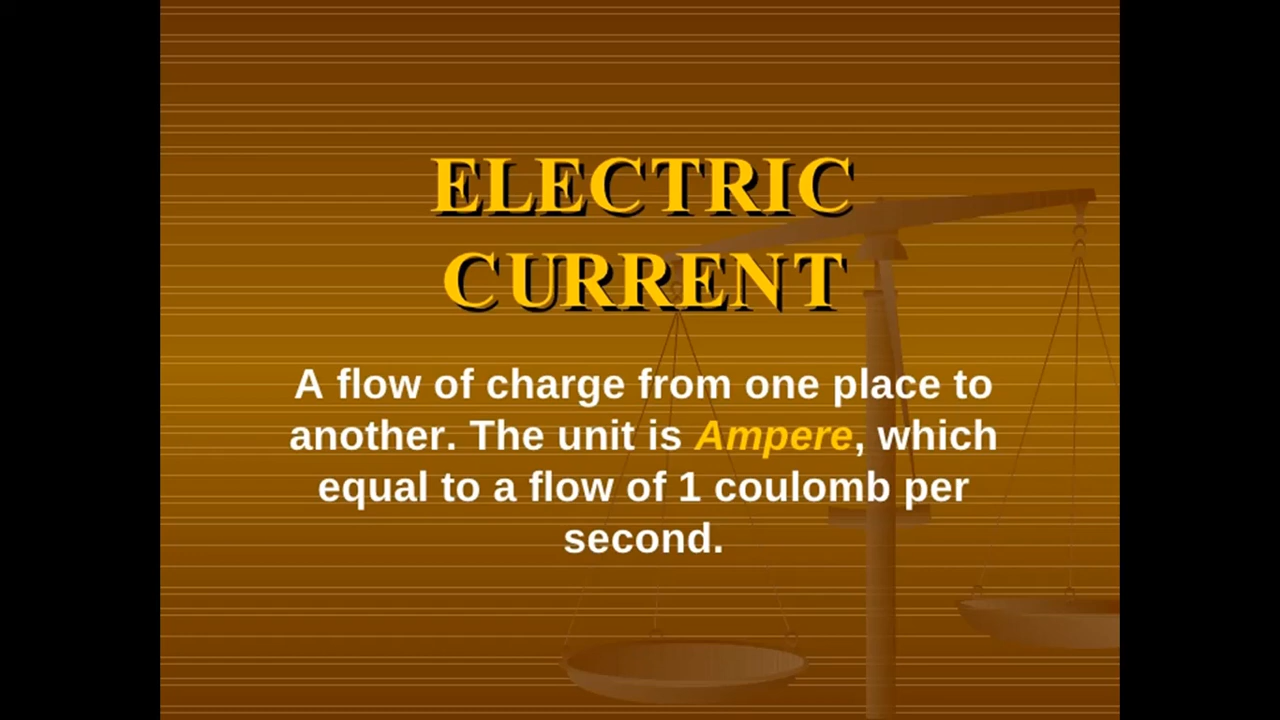 ELECTRIC
CURRENT
A flow of charge from one place to
another. The unit is Ampere, which
equal to a flow of 1 coulomb per
second.